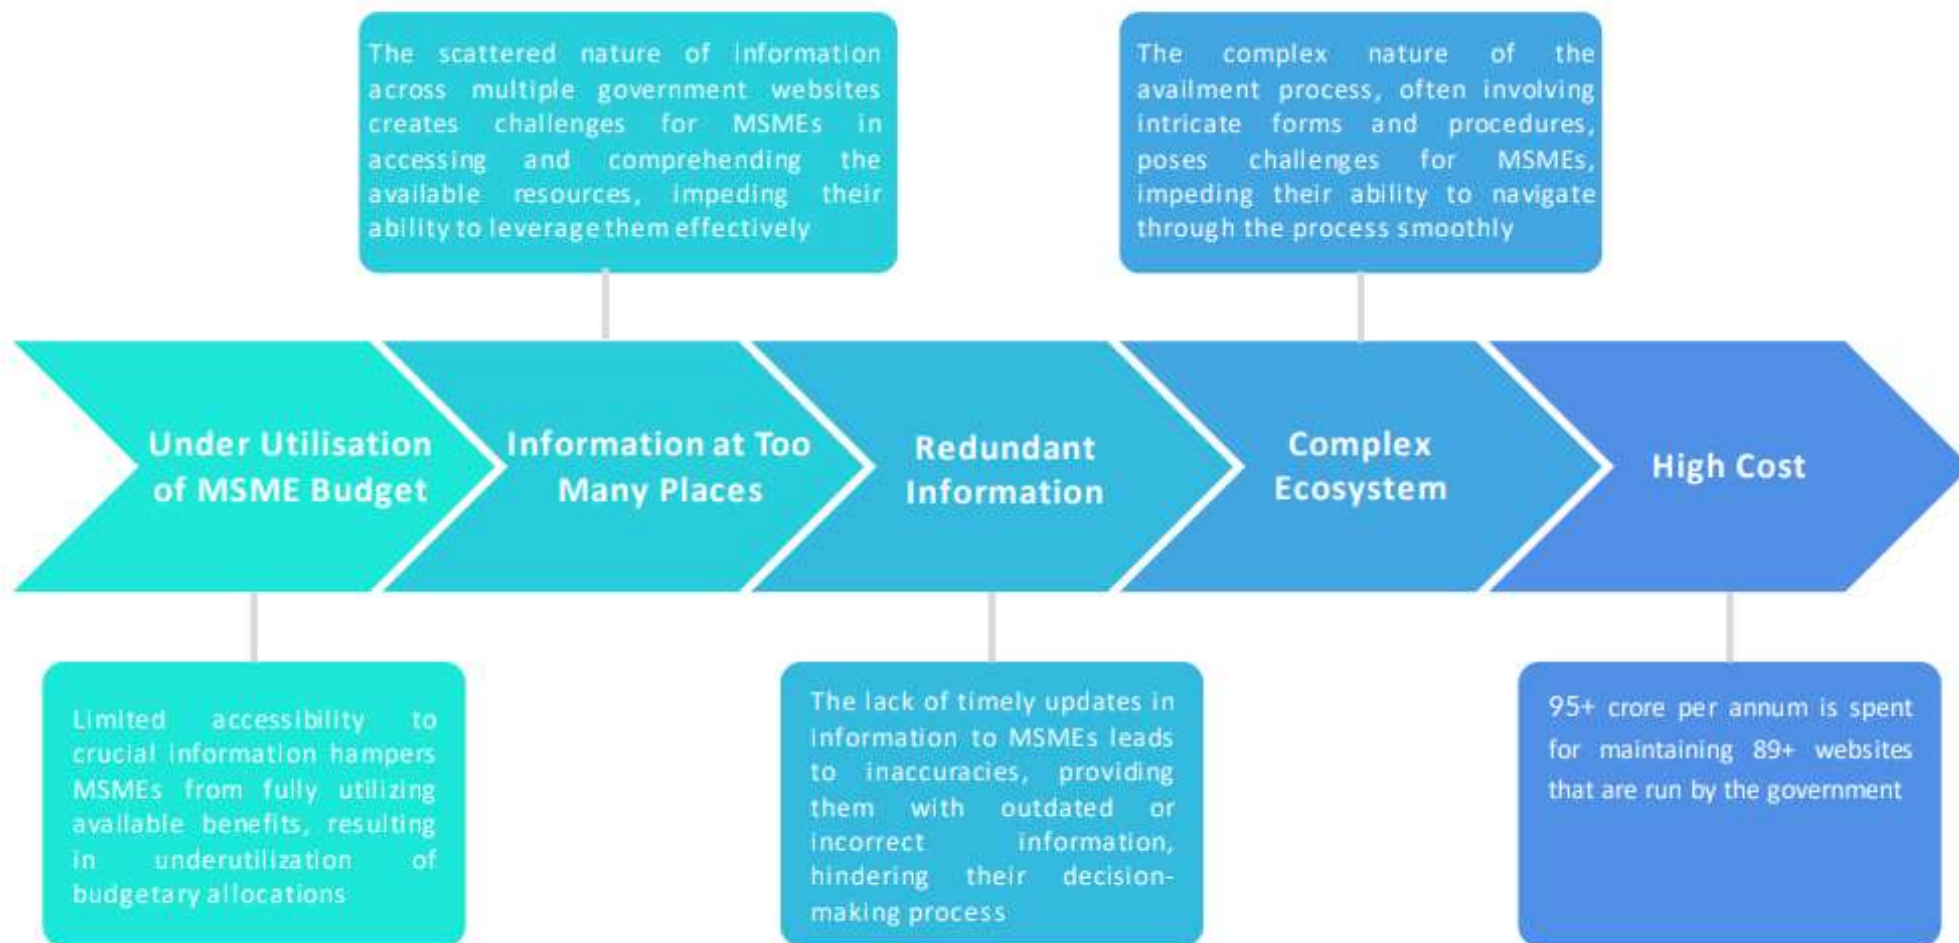 The scattered nature of information
across multiple government websites
creates challenges for MSMEs in
accessing and comprehending the
available resources, impeding their
ability to leverage them effectively
The complex nature of the
availment process, often involving
intricate forms and procedures,
poses challenges for MSMEs,
impeding their ability to navigate
through the process smoothly
Under Utilisation
of MSME Budget
Information at Too
Many Places
Redundant
Information
Complex
Ecosystem
High Cost
Limited accessibility to
crucial information hampers
MSMEs from fully utilizing
available benefits, resulting
in underutilization of
budgetary allocations
The lack of timely updates in
information to MSMEs leads
to inaccuracies, providing
them with outdated or
incorrect information,
hindering their decision-
making process
95+ crore per annum is spent
for maintaining 89+ websites
that are run by the government